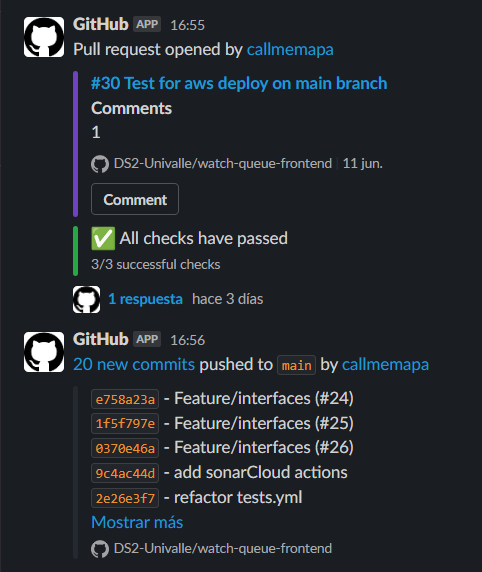 GitHub APP 16:55
Pull request opened by callmemapa
#30 Test for aws deploy on main branch
Comments
1
DS2-Univalle/watch-queue-frontend | 11 jun.
Comment
✅ All checks have passed
3/3 successful checks
1 respuesta hace 3 días
GitHub APP 16:56
20 new commits pushed to main by callmemapa
e758a23a - Feature/interfaces (#24)
1f5f797e - Feature/interfaces (#25)
0370e46a - Feature/interfaces (#26)
9c4ac44d - add sonarCloud actions
2e26e3f7 - refactor tests.yml
Mostrar más
DS2-Univalle/watch-queue-frontend